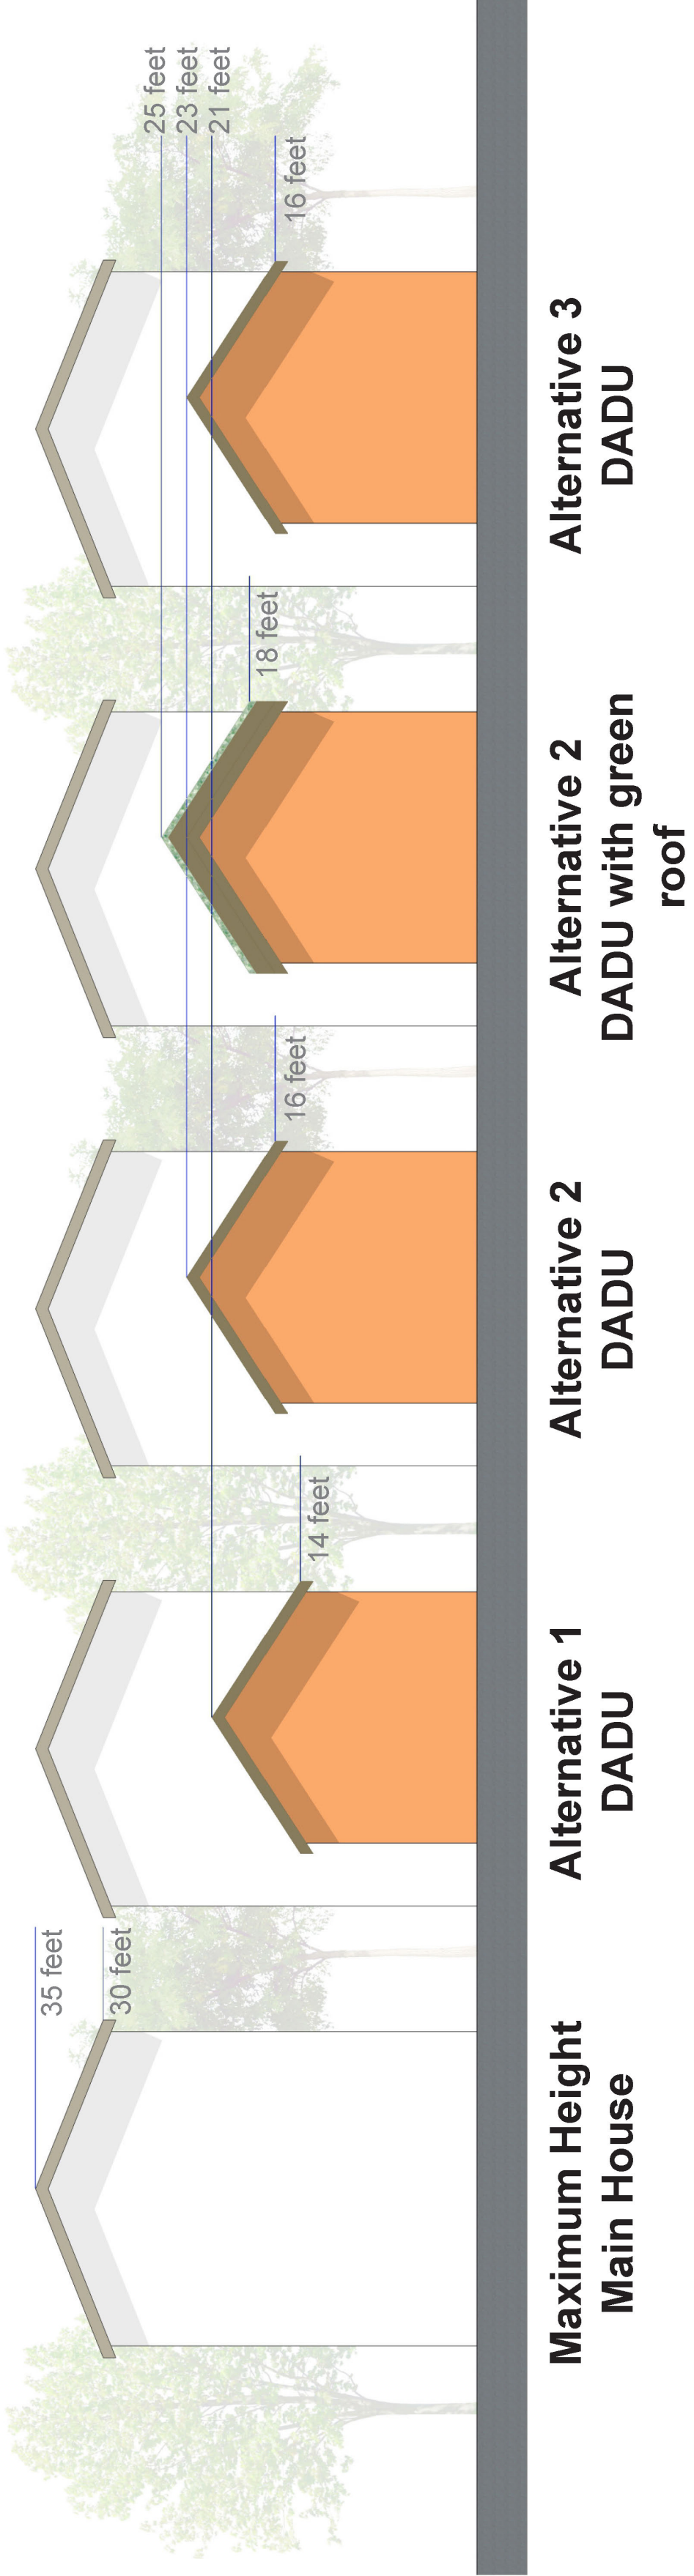 35 feet
30 feet
14 feet
16 feet
18 feet
25 feet
23 feet
21 feet
16 feet
Maximum Height
Main House
Alternative 1
DADU
Alternative 2
DADU
Alternative 2
DADU with green
roof
Alternative 3
DADU